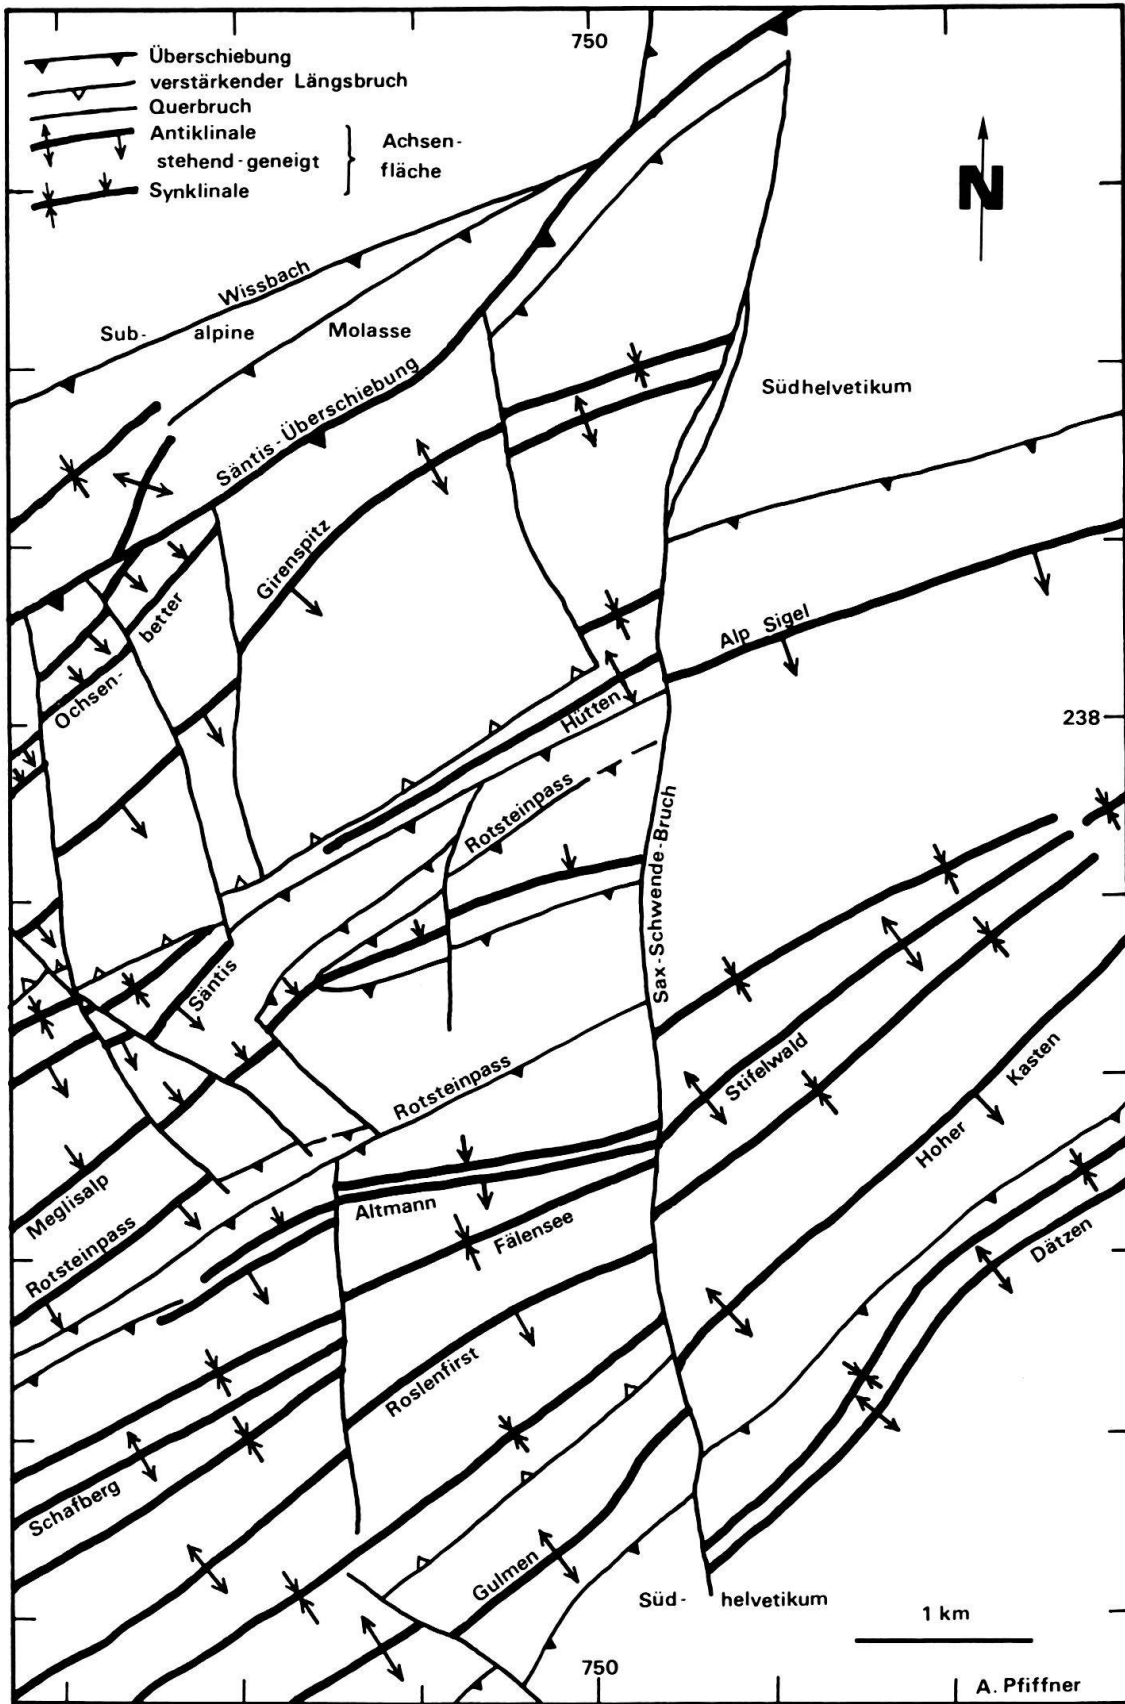 750
Überschiebung
verstärkender Längsbruch
Querbruch
Antiklinale
stehend-geneigt
Synklinale
Achsen-
fläche
N
Wissbach
Sub- alpine Molasse
Säntis-Überschiebung
Südhelvetikum
Girenspitz
Ochsen-
better
Alp Sigel
Hütten
238
Rotsteinpass
Sax-Schwende-Bruch
Säntis
Rotsteinpass
Stifelwald
Hoher Kasten
Meglisalp
Altmann
Fälensee
Rotsteinpass
Dätzen
Roslenfirst
Schafberg
Gulmen
Süd- helvetikum
1 km
750
A. Pfiffner